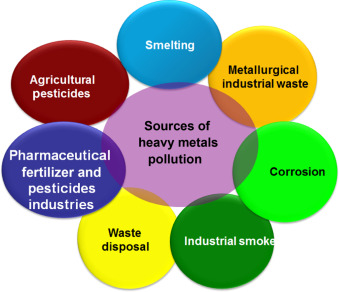 Smelting
Metallurgical
industrial waste
Corrosion
Industrial smoke
Waste
disposal
Pharmaceutical
fertilizer and
pesticides
industries
Agricultural
pesticides
Sources of
heavy metals
pollution